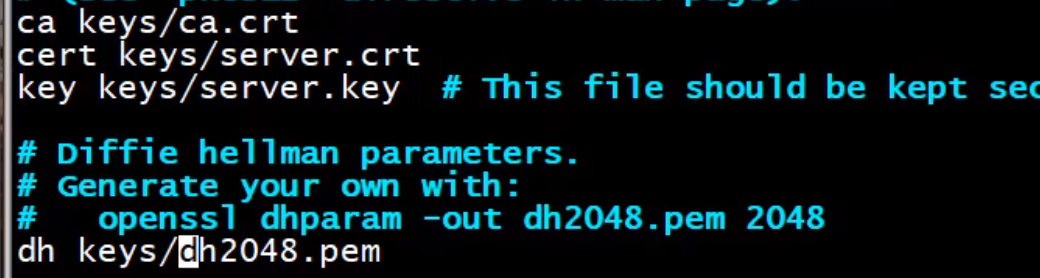 ca keys/ca.crt
cert keys/server.crt
key keys/server.key  # This file should be kept sec
# Diffie hellman parameters.
# Generate your own with:
#   openssl dhparam -out dh2048.pem 2048
dh keys/dh2048.pem